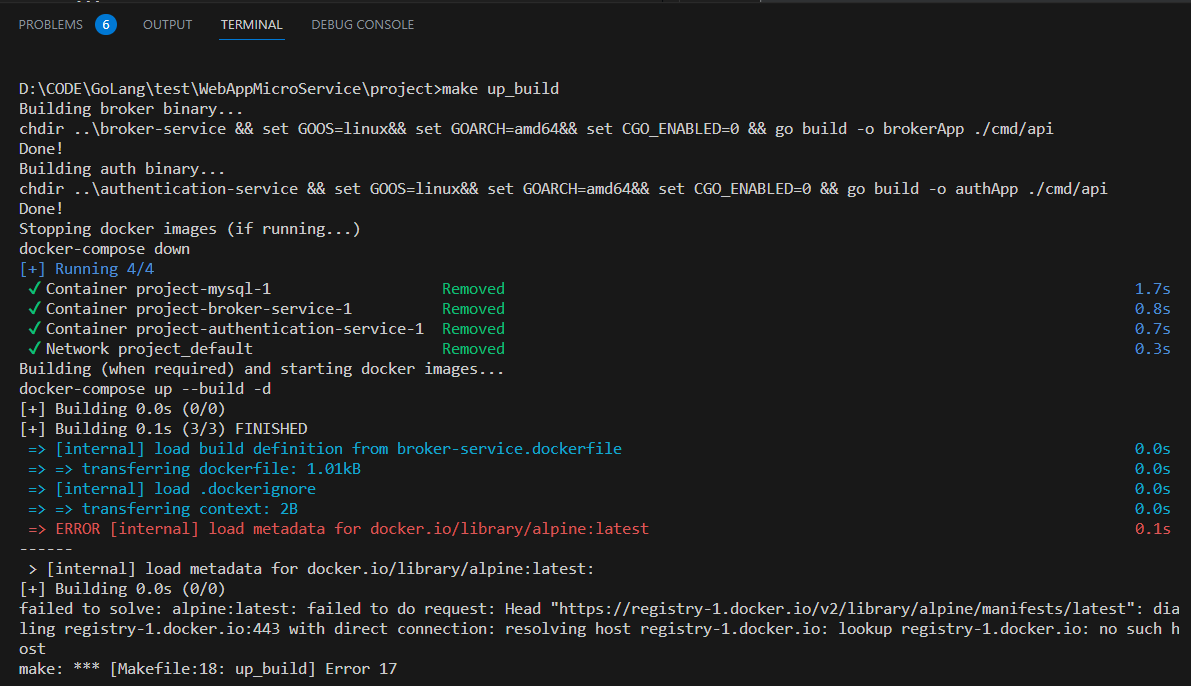 PROBLEMS 6 OUTPUT TERMINAL DEBUG CONSOLE
D:\CODE\GoLang\test\WebAppMicroService\project>make up_build
Building broker binary...
chdir ..\broker-service && set GOOS=linux&& set GOARCH=amd64&& set CGO_ENABLED=0 && go build -o brokerApp ./cmd/api
Done!
Building auth binary...
chdir ..\authentication-service && set GOOS=linux&& set GOARCH=amd64&& set CGO_ENABLED=0 && go build -o authApp ./cmd/api
Done!
Stopping docker images (if running...)
docker-compose down
[+] Running 4/4
✔ Container project-mysql-1 Removed 1.7s
✔ Container project-broker-service-1 Removed 0.8s
✔ Container project-authentication-service-1 Removed 0.7s
✔ Network project_default Removed 0.3s
Building (when required) and starting docker images...
docker-compose up --build -d
[+] Building 0.0s (0/0)
[+] Building 0.1s (3/3) FINISHED
=> [internal] load build definition from broker-service.dockerfile 0.0s
=> => transferring dockerfile: 1.01kB 0.0s
=> [internal] load .dockerignore 0.0s
=> => transferring context: 2B 0.0s
=> ERROR [internal] load metadata for docker.io/library/alpine:latest 0.1s
------
> [internal] load metadata for docker.io/library/alpine:latest:
[+] Building 0.0s (0/0)
failed to solve: alpine:latest: failed to do request: Head "https://registry-1.docker.io/v2/library/alpine/manifests/latest": dia
ling registry-1.docker.io:443 with direct connection: resolving host registry-1.docker.io: lookup registry-1.docker.io: no such h
ost
make: *** [Makefile:18: up_build] Error 17